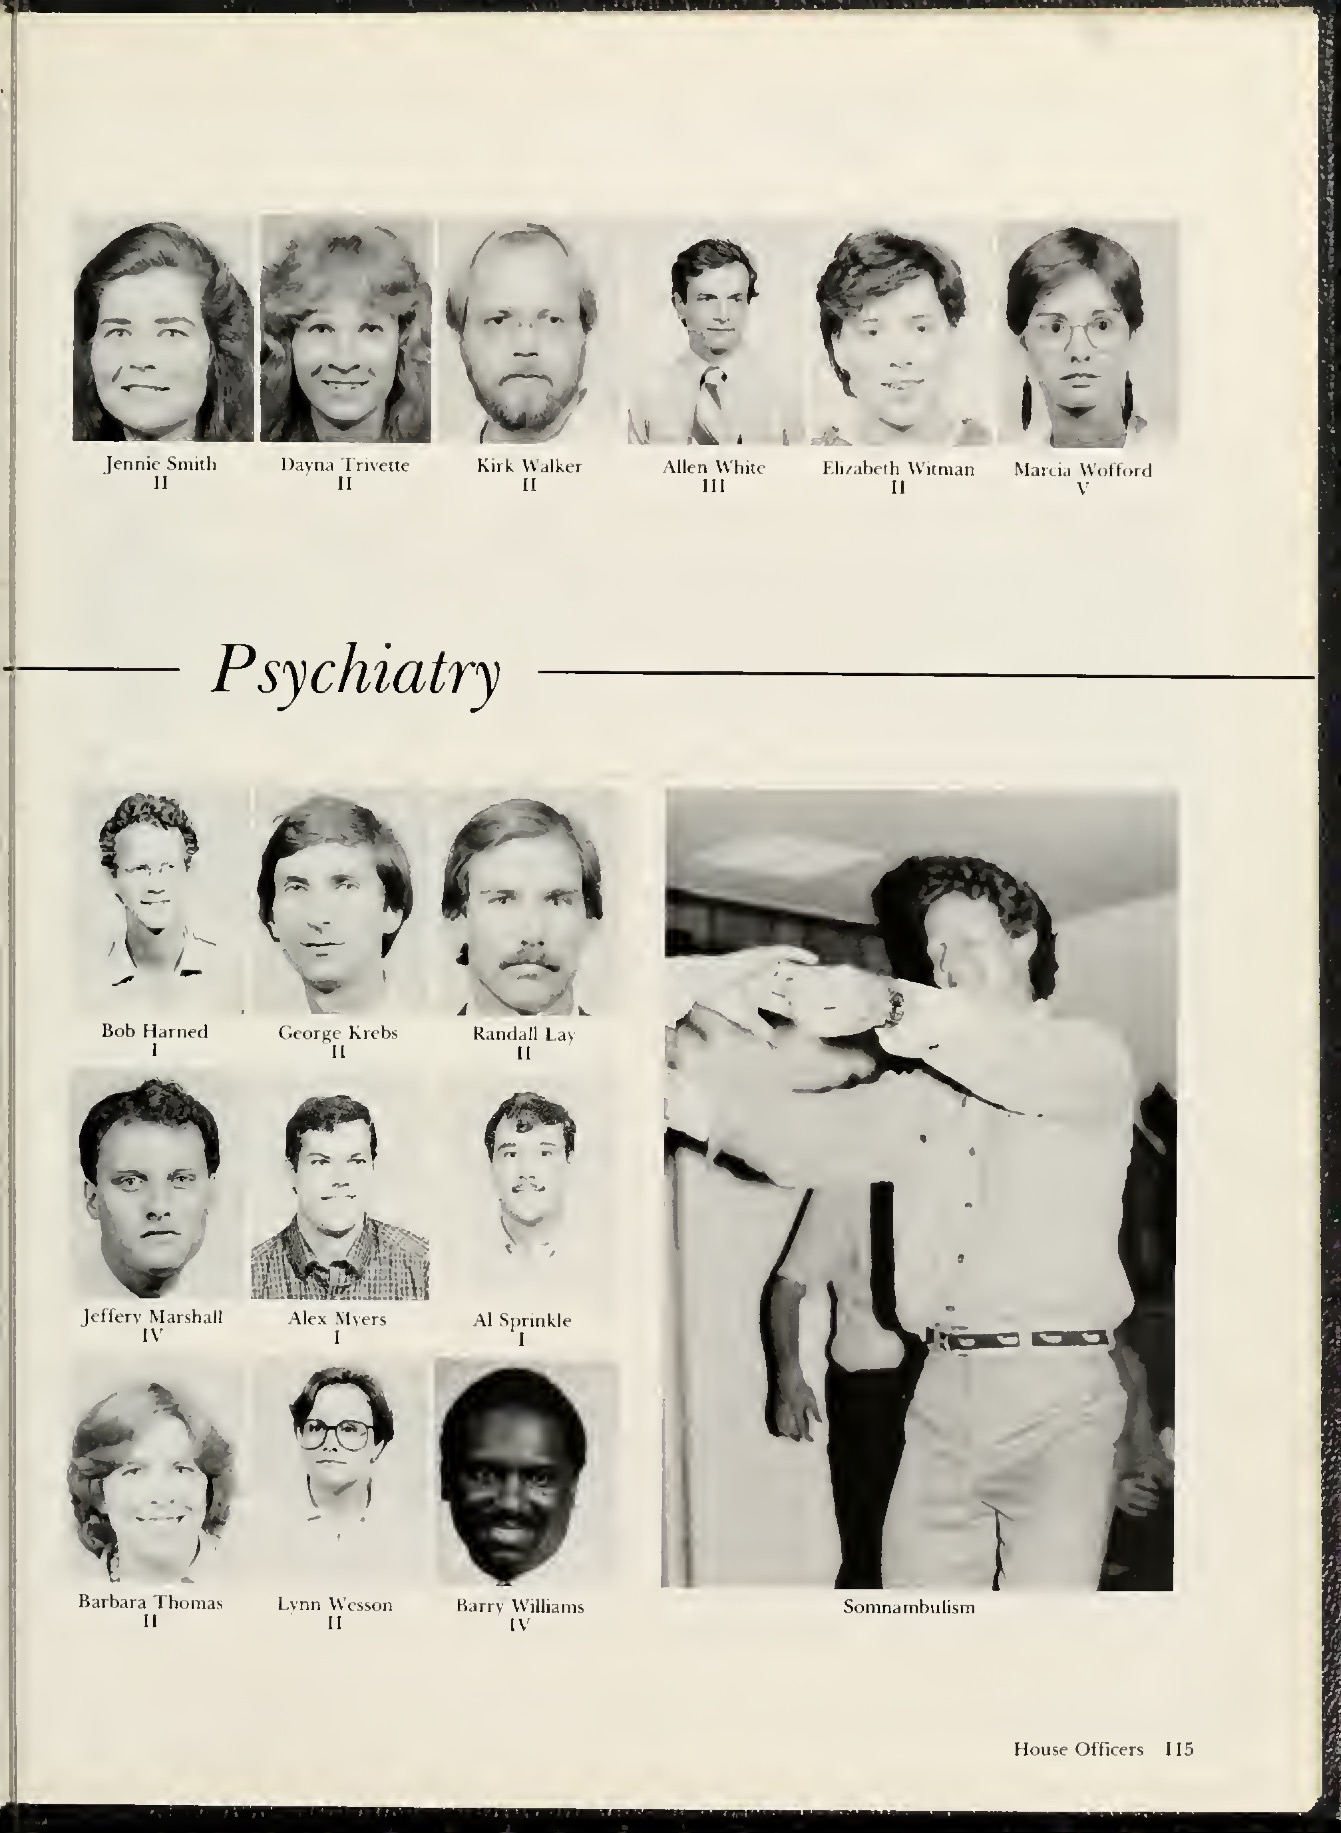 Jennie Smith
II
Dayna Trivette
II
Kirk Walker
II
Allen White
III
Elizabeth Witman
II
Marcia Wofford
V
Psychiatry
Bob Harned
I
George Krebs
II
Randall Lay
II
Jeffery Marshall
IV
Alex Myers
I
Al Sprinkle
I
Barbara Thomas
II
Lynn Wesson
II
Barry Williams
IV
Somnambulism
House Officers 115